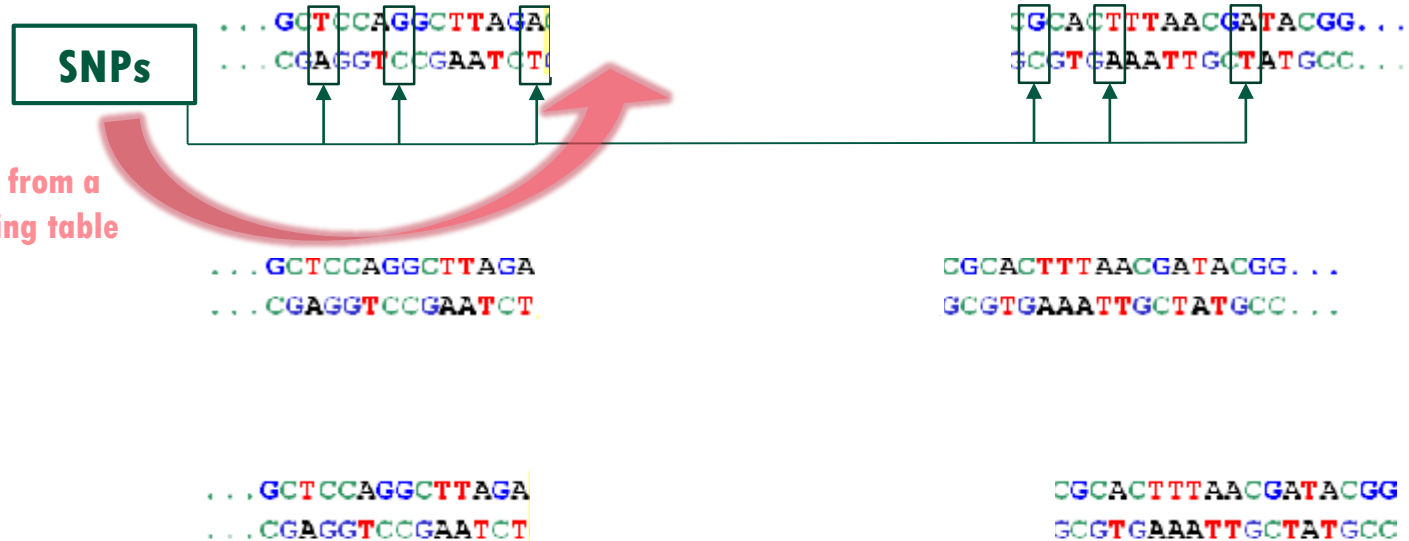 ...GCTCCAGGCTTAGA CGCACTTTAACGATACGG...
SNPs
...CGAGGTCCGAATCT GCGTGAAATTGCTATGCC...
from a
ing table
...GCTCCAGGCTTAGA CGCACTTTAACGATACGG...
...CGAGGTCCGAATCT GCGTGAAATTGCTATGCC...
...GCTCCAGGCTTAGA CGCACTTTAACGATACGG
...CGAGGTCCGAATCT GCGTGAAATTGCTATGCC